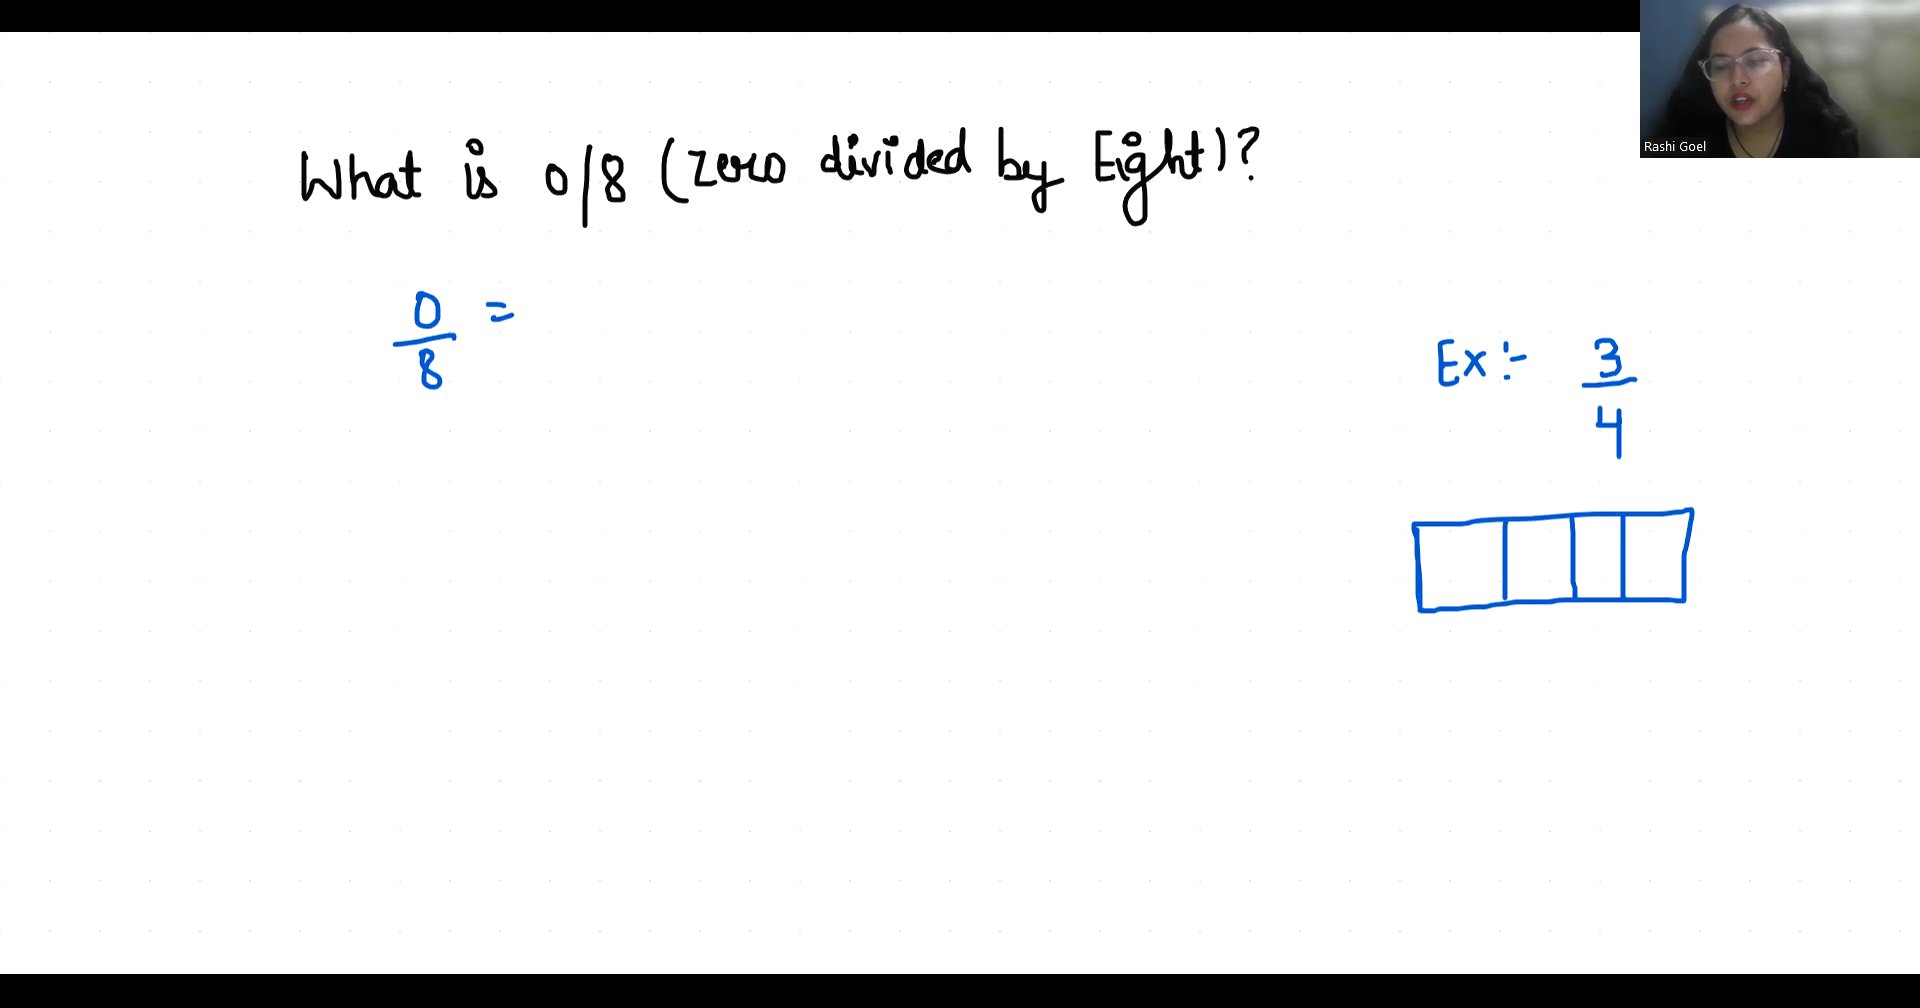 Rashi Goel
What is 0/8 (zero divided by Eight)?
0
8
=
Ex :- 3
4